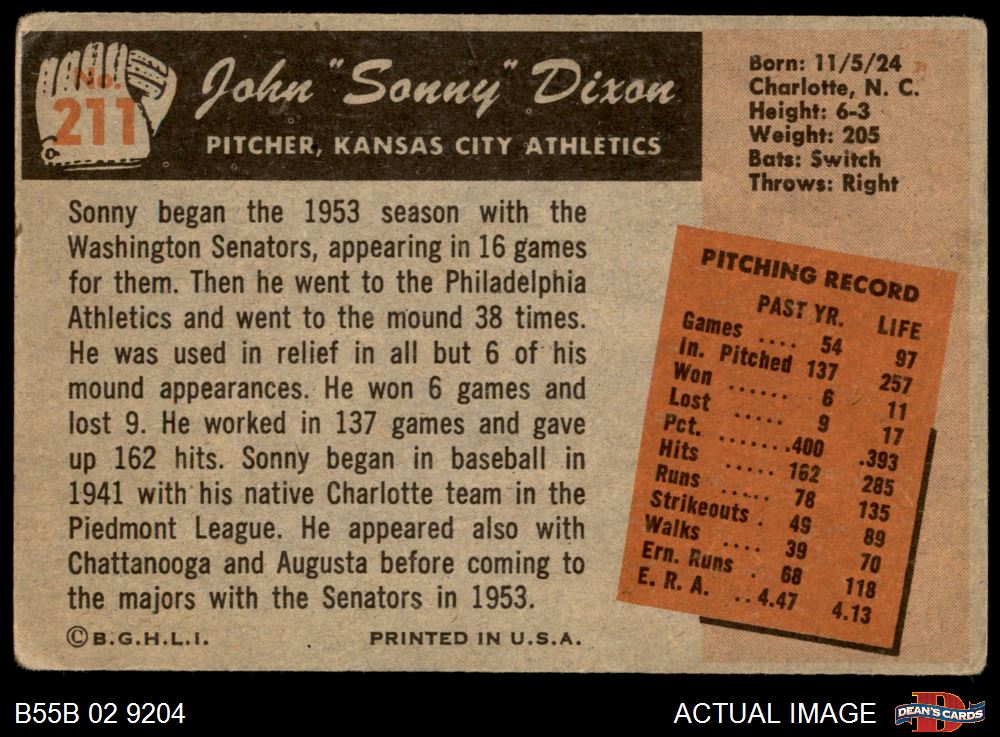 No.
211
John "Sonny" Dixon
PITCHER, KANSAS CITY ATHLETICS
Born: 11/5/24
Charlotte, N. C.
Height: 6-3
Weight: 205
Bats: Switch
Throws: Right
Sonny began the 1953 season with the
Washington Senators, appearing in 16 games
for them. Then he went to the Philadelphia
Athletics and went to the mound 38 times.
He was used in relief in all but 6 of his
mound appearances. He won 6 games and
lost 9. He worked in 137 games and gave
up 162 hits. Sonny began in baseball in
1941 with his native Charlotte team in the
Piedmont League. He appeared also with
Chattanooga and Augusta before coming to
the majors with the Senators in 1953.
©B.G.H.L.I. PRINTED IN U.S.A.
PITCHING RECORD
PAST YR. LIFE
Games .... 54 97
In. Pitched 137 257
Won ...... 6 11
Lost ..... 9 17
Pct. .......400 .393
Hits ..... 162 285
Runs ..... 78 135
Strikeouts . 49 89
Walks .... 39 70
Ern. Runs . 68 118
E. R. A. ..4.47 4.13
B55B 02 9204
ACTUAL IMAGE
DEAN'S CARDS